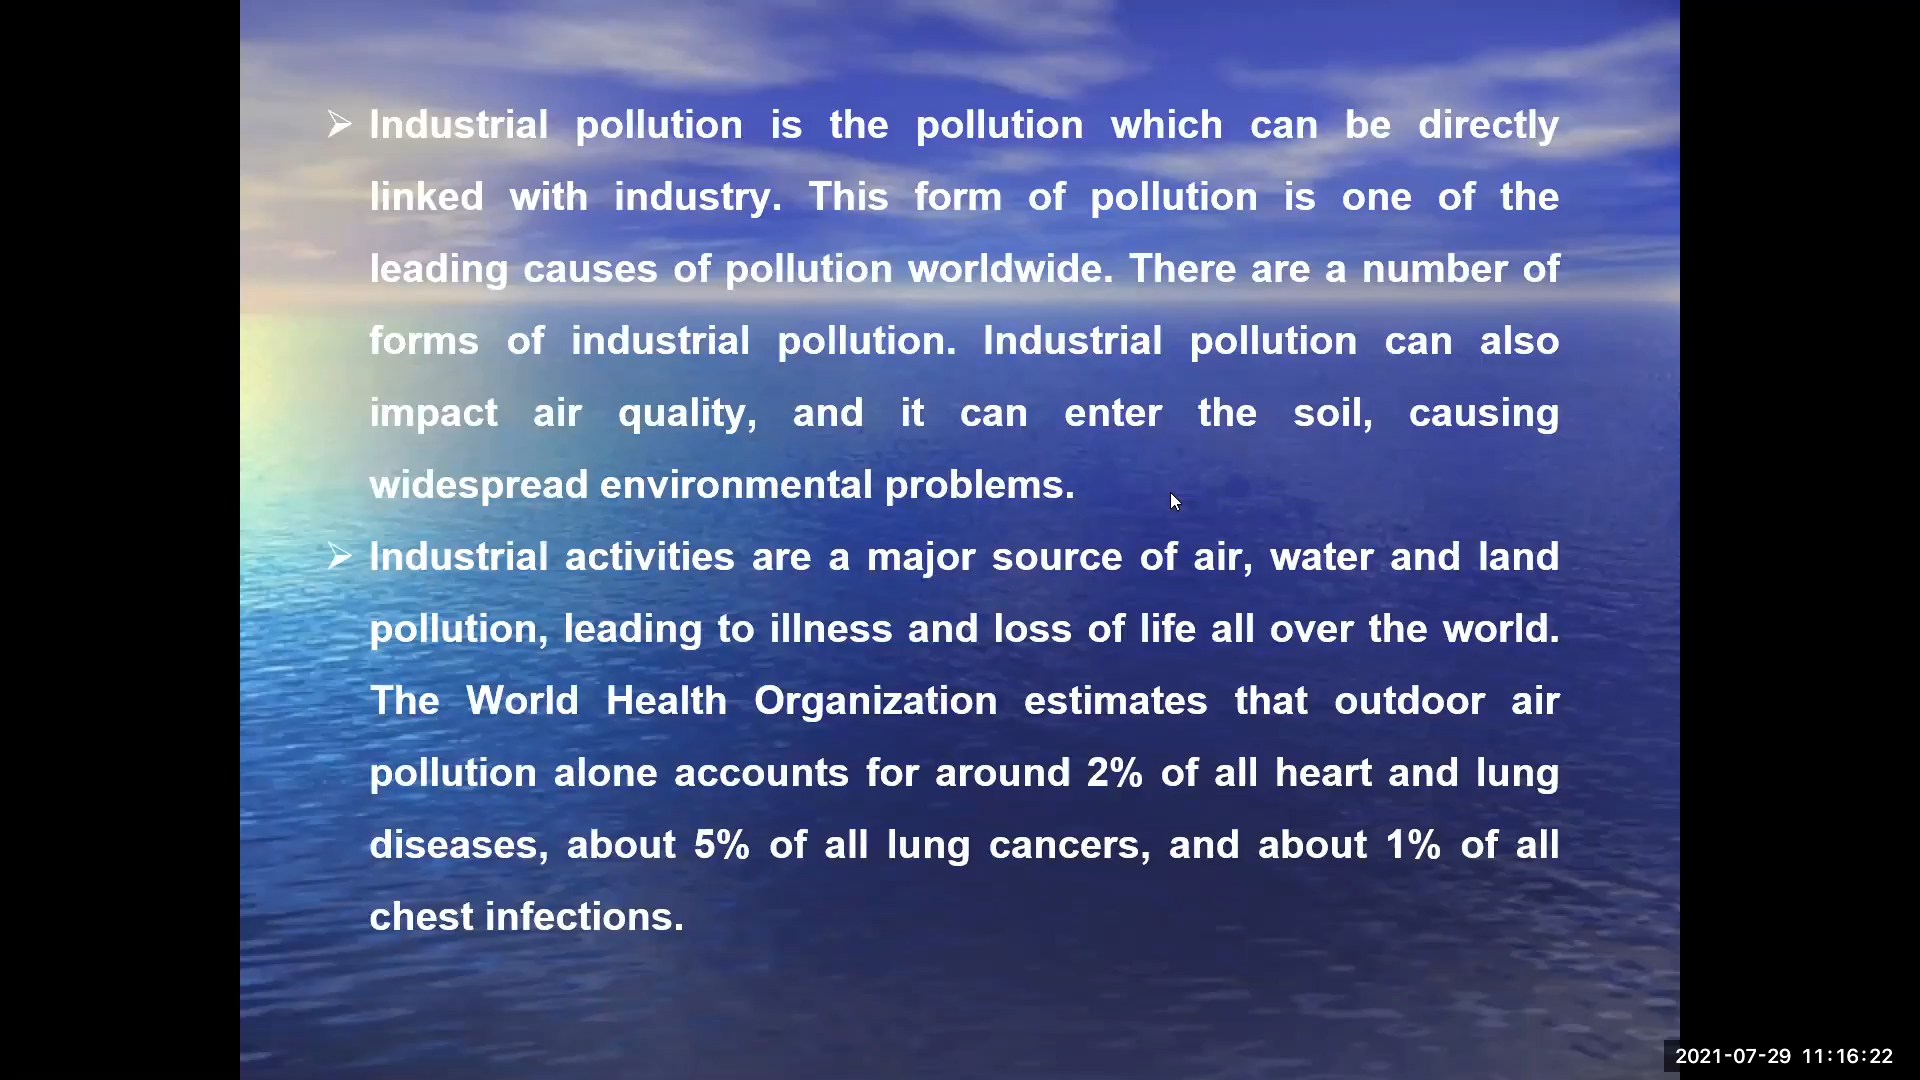 Industrial pollution is the pollution which can be directly
linked with industry. This form of pollution is one of the
leading causes of pollution worldwide. There are a number of
forms of industrial pollution. Industrial pollution can also
impact air quality, and it can enter the soil, causing
widespread environmental problems.
Industrial activities are a major source of air, water and land
pollution, leading to illness and loss of life all over the world.
The World Health Organization estimates that outdoor air
pollution alone accounts for around 2% of all heart and lung
diseases, about 5% of all lung cancers, and about 1% of all
chest infections.
2021-07-29 11:16:22